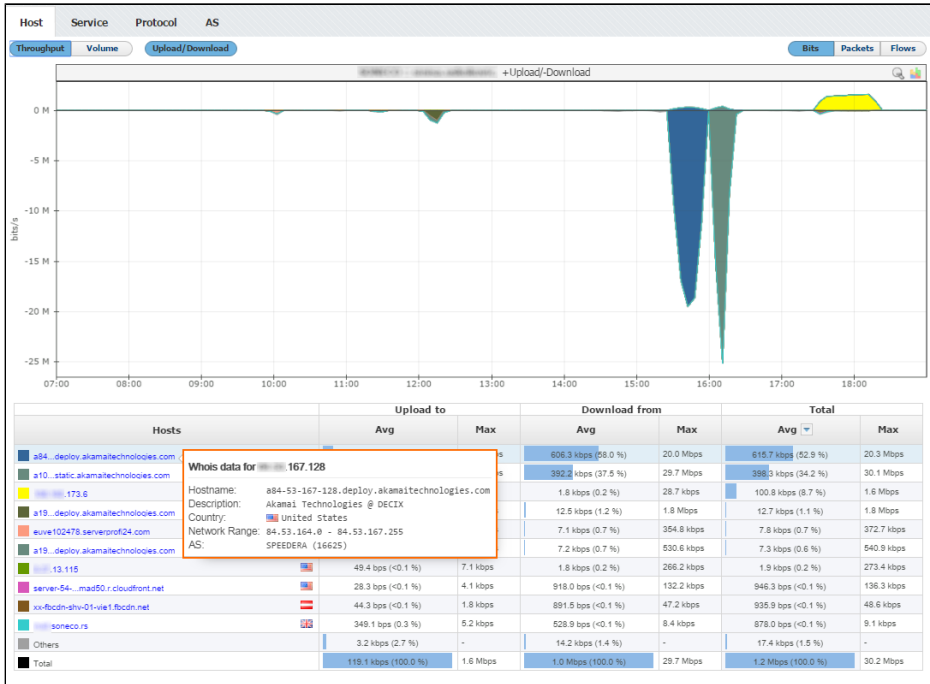 Host Service Protocol AS
Throughput Volume Upload/Download Bits Packets Flows
+Upload/-Download
0 M
-5 M
-10 M
bits/s
-15 M
-20 M
-25 M
07:00 08:00 09:00 10:00 11:00 12:00 13:00 14:00 15:00 16:00 17:00 18:00
Upload to Download from Total
Hosts Avg Max Avg Max Avg Max
a84...deploy.akamaitechnologies.com 606.3 kbps (58.0 %) 20.0 Mbps 615.7 kbps (52.9 %) 20.3 Mbps
a10...static.akamaitechnologies.com 392.2 kbps (37.5 %) 29.7 Mbps 398.3 kbps (34.2 %) 30.1 Mbps
.173.6 1.8 kbps (0.2 %) 28.7 kbps 100.8 kbps (8.7 %) 1.6 Mbps
a19...deploy.akamaitechnologies.com 12.5 kbps (1.2 %) 1.8 Mbps 12.7 kbps (1.1 %) 1.8 Mbps
euve102478.serverprofi24.com 7.1 kbps (0.7 %) 354.8 kbps 7.8 kbps (0.7 %) 372.7 kbps
a19...deploy.akamaitechnologies.com 7.2 kbps (0.7 %) 530.6 kbps 7.3 kbps (0.6 %) 540.9 kbps
Whois data for .167.128
Hostname: a84-53-167-128.deploy.akamaitechnologies.com
Description: Akamai Technologies @ DECIX
Country: United States
Network Range: 84.53.164.0 - 84.53.167.255
AS: SPEEDERA (16625)
.13.115 49.4 bps (<0.1 %) 7.1 kbps 1.8 kbps (0.2 %) 266.2 kbps 1.9 kbps (0.2 %) 273.4 kbps
server-54-...mad50.r.cloudfront.net 28.3 bps (<0.1 %) 4.1 kbps 918.0 bps (<0.1 %) 132.2 kbps 946.3 bps (<0.1 %) 136.3 kbps
xx-fbcdn-shv-01-vie1.fbcdn.net 44.3 bps (<0.1 %) 1.8 kbps 891.5 bps (<0.1 %) 47.2 kbps 935.9 bps (<0.1 %) 48.6 kbps
soneco.rs 349.1 bps (0.3 %) 5.2 kbps 528.9 bps (<0.1 %) 8.4 kbps 878.0 bps (<0.1 %) 9.1 kbps
Others 3.2 kbps (2.7 %) - 14.2 kbps (1.4 %) - 17.4 kbps (1.5 %) -
Total 119.1 kbps (100.0 %) 1.6 Mbps 1.0 Mbps (100.0 %) 29.7 Mbps 1.2 Mbps (100.0 %) 30.2 Mbps